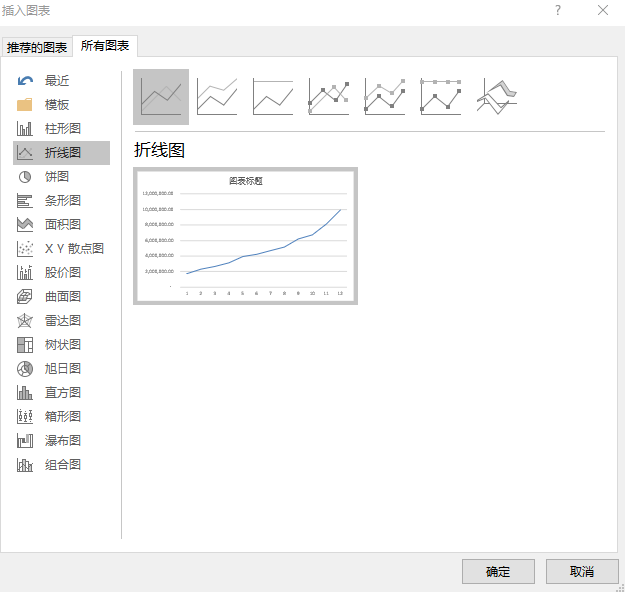 插入图表
?
推荐的图表
所有图表
最近
模板
柱形图
折线图
饼图
条形图
面积图
X Y 散点图
股价图
曲面图
雷达图
树状图
旭日图
直方图
箱形图
瀑布图
组合图
折线图
图表标题
12,000,000.00
10,000,000.00
8,000,000.00
6,000,000.00
4,000,000.00
2,000,000.00
-
1 2 3 4 5 6 7 8 9 10 11 12
确定
取消